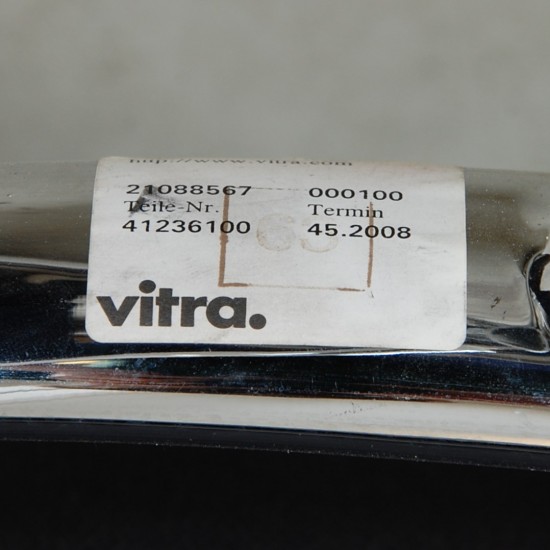 http://www.vitra.com
21088567 000100
Teile-Nr. Termin
41236100 45.2008
vitra.